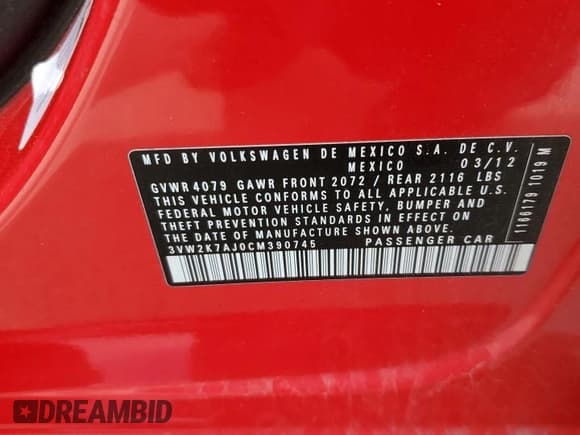 MFD BY VOLKSWAGEN DE MEXICO S.A. DE C.V.
MEXICO 03/12
GVWR 4079 GAWR FRONT 2072 / REAR 2116 LBS
THIS VEHICLE CONFORMS TO ALL APPLICABLE U.S.
FEDERAL MOTOR VEHICLE SAFETY, BUMPER AND
THEFT PREVENTION STANDARDS IN EFFECT ON
THE DATE OF MANUFACTURE SHOWN ABOVE.
3VW2K7AJ0CM390745 PASSENGER CAR
1166179 1019 M
DREAMBID